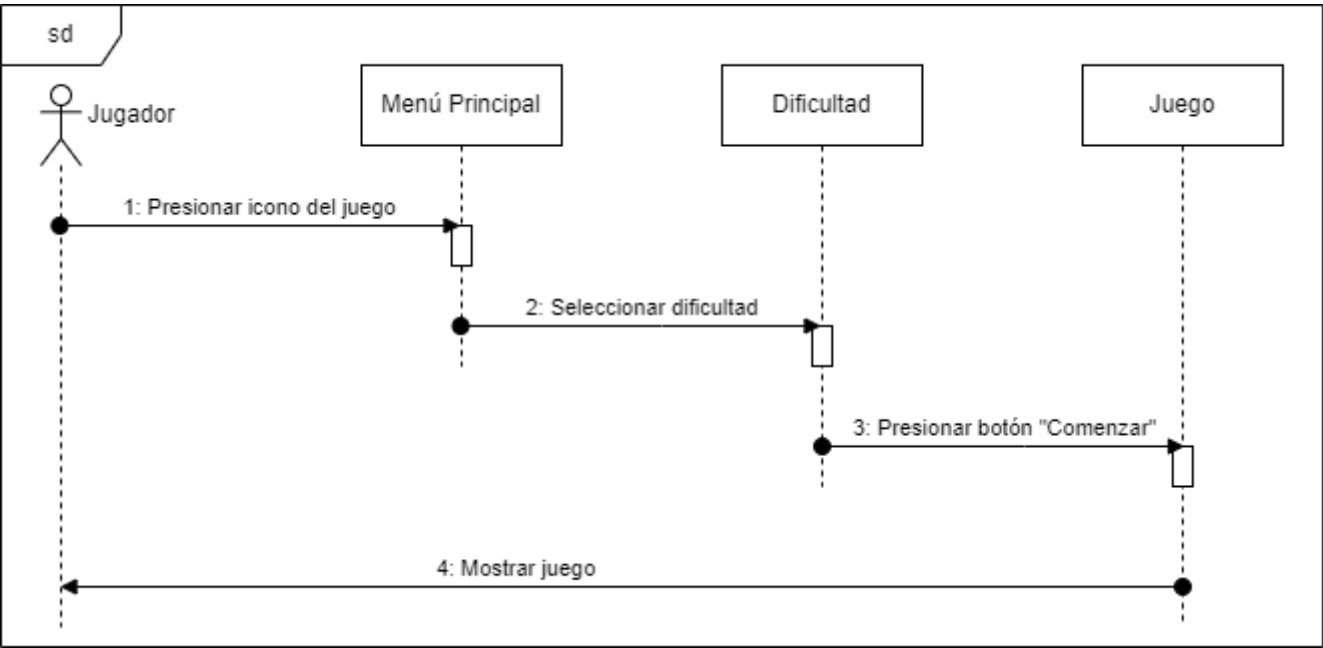 sd
Jugador
Menú Principal
Dificultad
Juego
1: Presionar icono del juego
2: Seleccionar dificultad
3: Presionar botón "Comenzar"
4: Mostrar juego